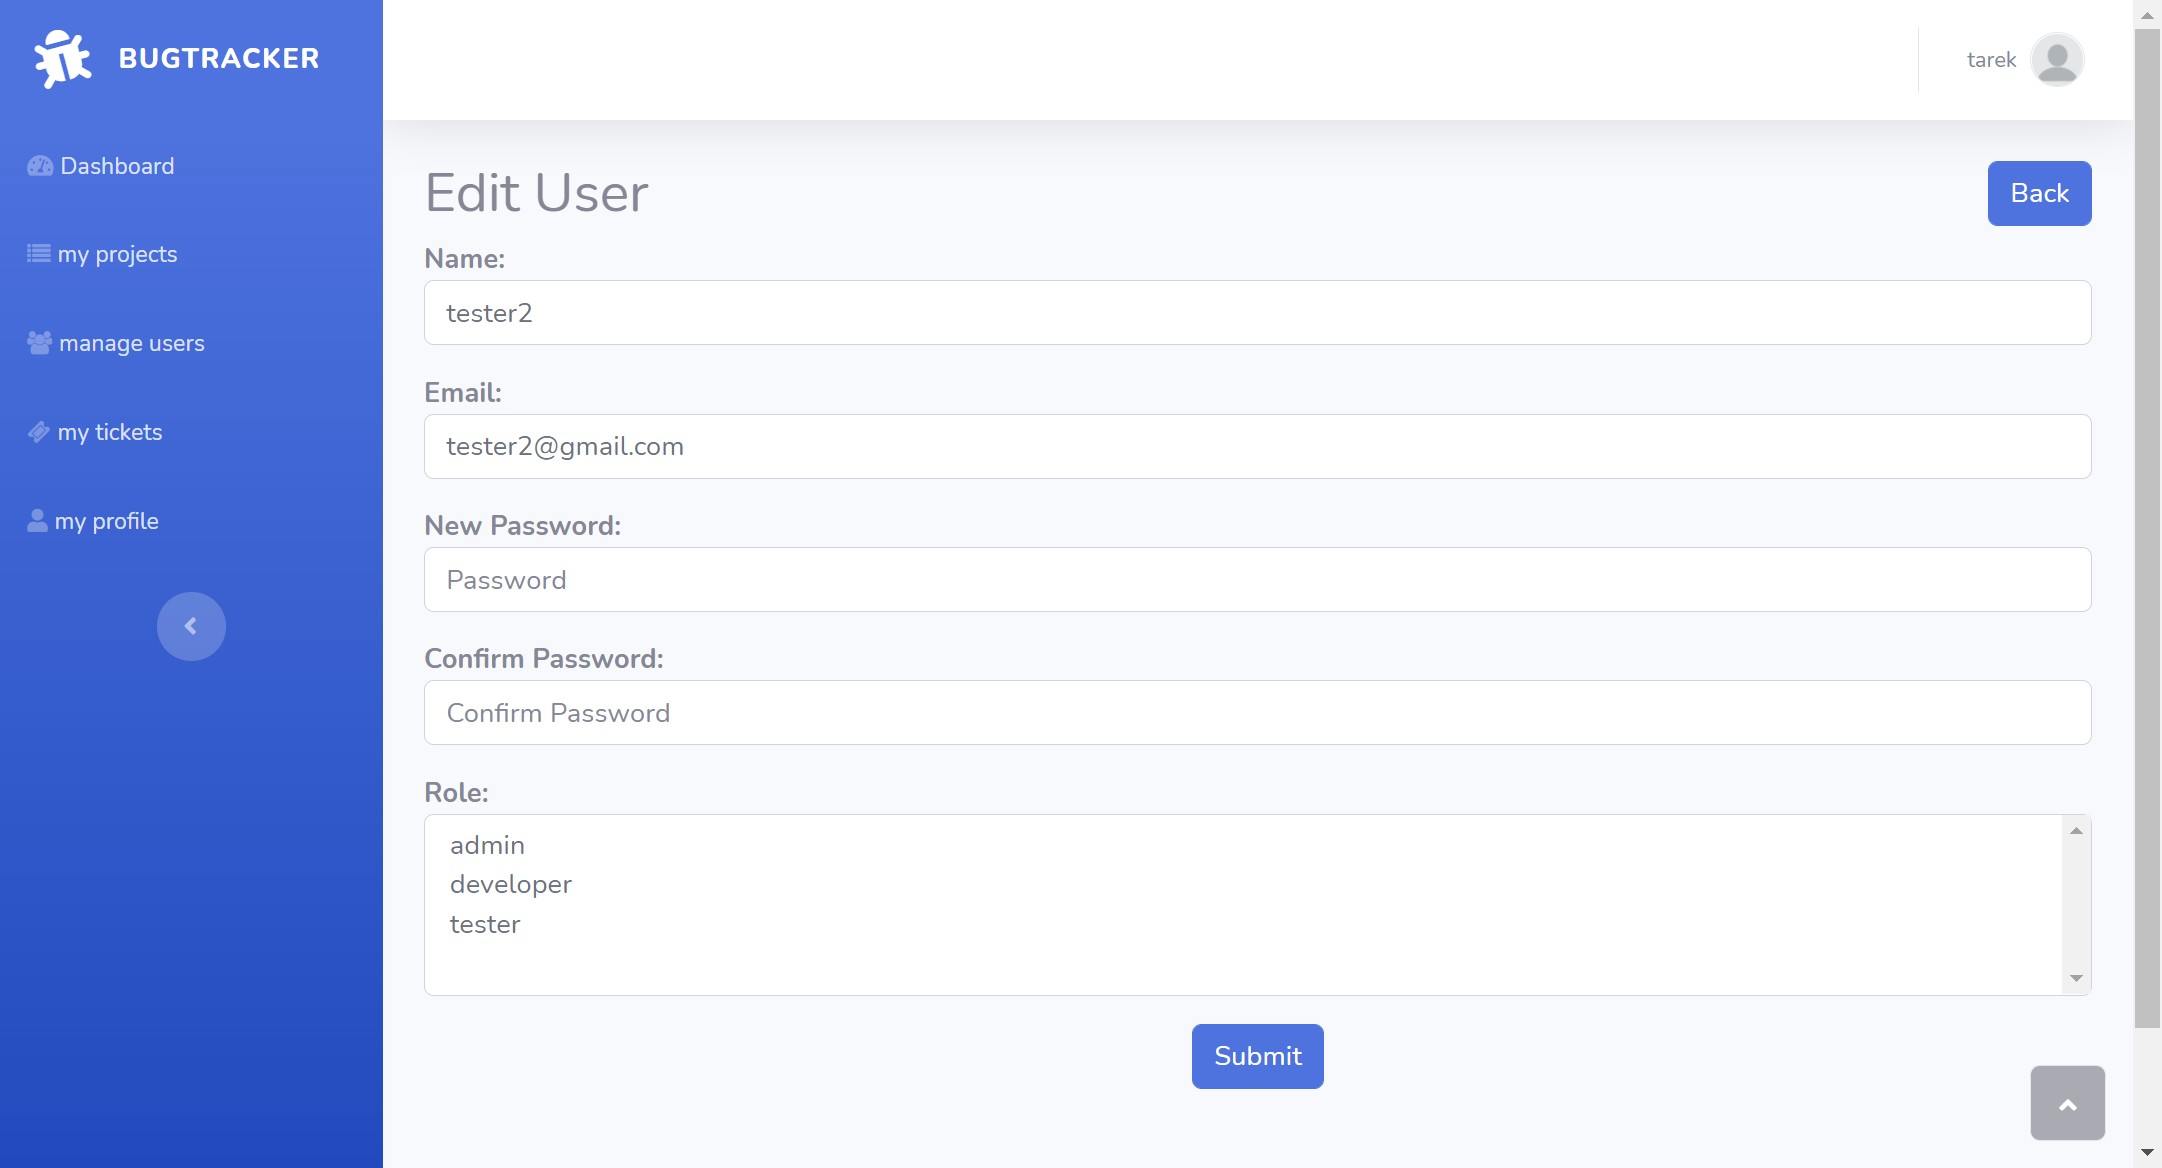 BUGTRACKER
tarek
Dashboard
my projects
manage users
my tickets
my profile
Edit User
Back
Name:
tester2
Email:
tester2@gmail.com
New Password:
Password
Confirm Password:
Confirm Password
Role:
admin
developer
tester
Submit